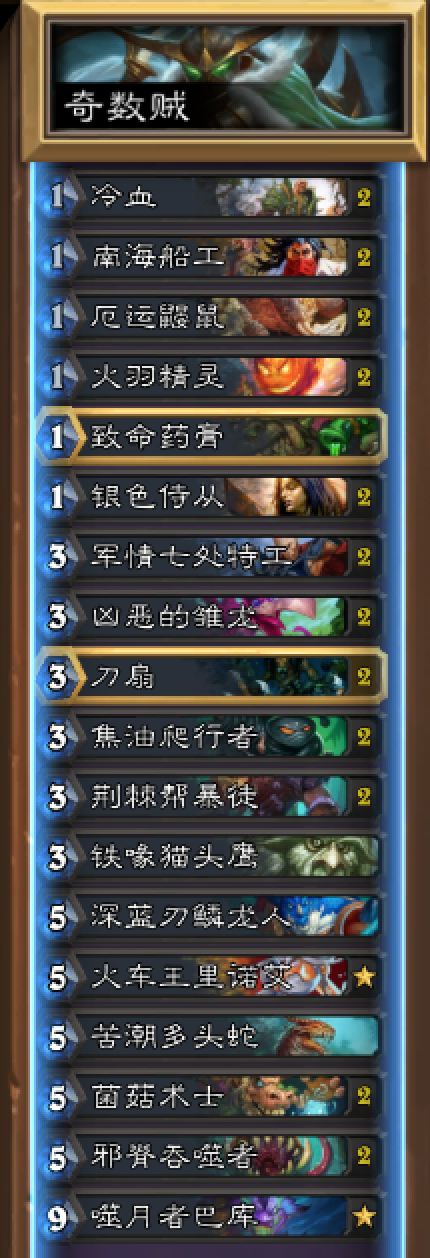 奇数贼
1 冷血 2
1 南海船工 2
1 厄运鼹鼠 2
1 火羽精灵 2
1 致命药膏 2
1 银色侍从 2
3 军情七处特工 2
3 凶恶的雏龙 2
3 刀扇 2
3 焦油爬行者 2
3 荆棘帮暴徒 2
3 铁喙猫头鹰
5 深蓝刃鳞龙人
5 火车王里诺艾
5 苦潮多头蛇
5 菌菇术士 2
5 邪脊吞噬者 2
9 噬月者巴库